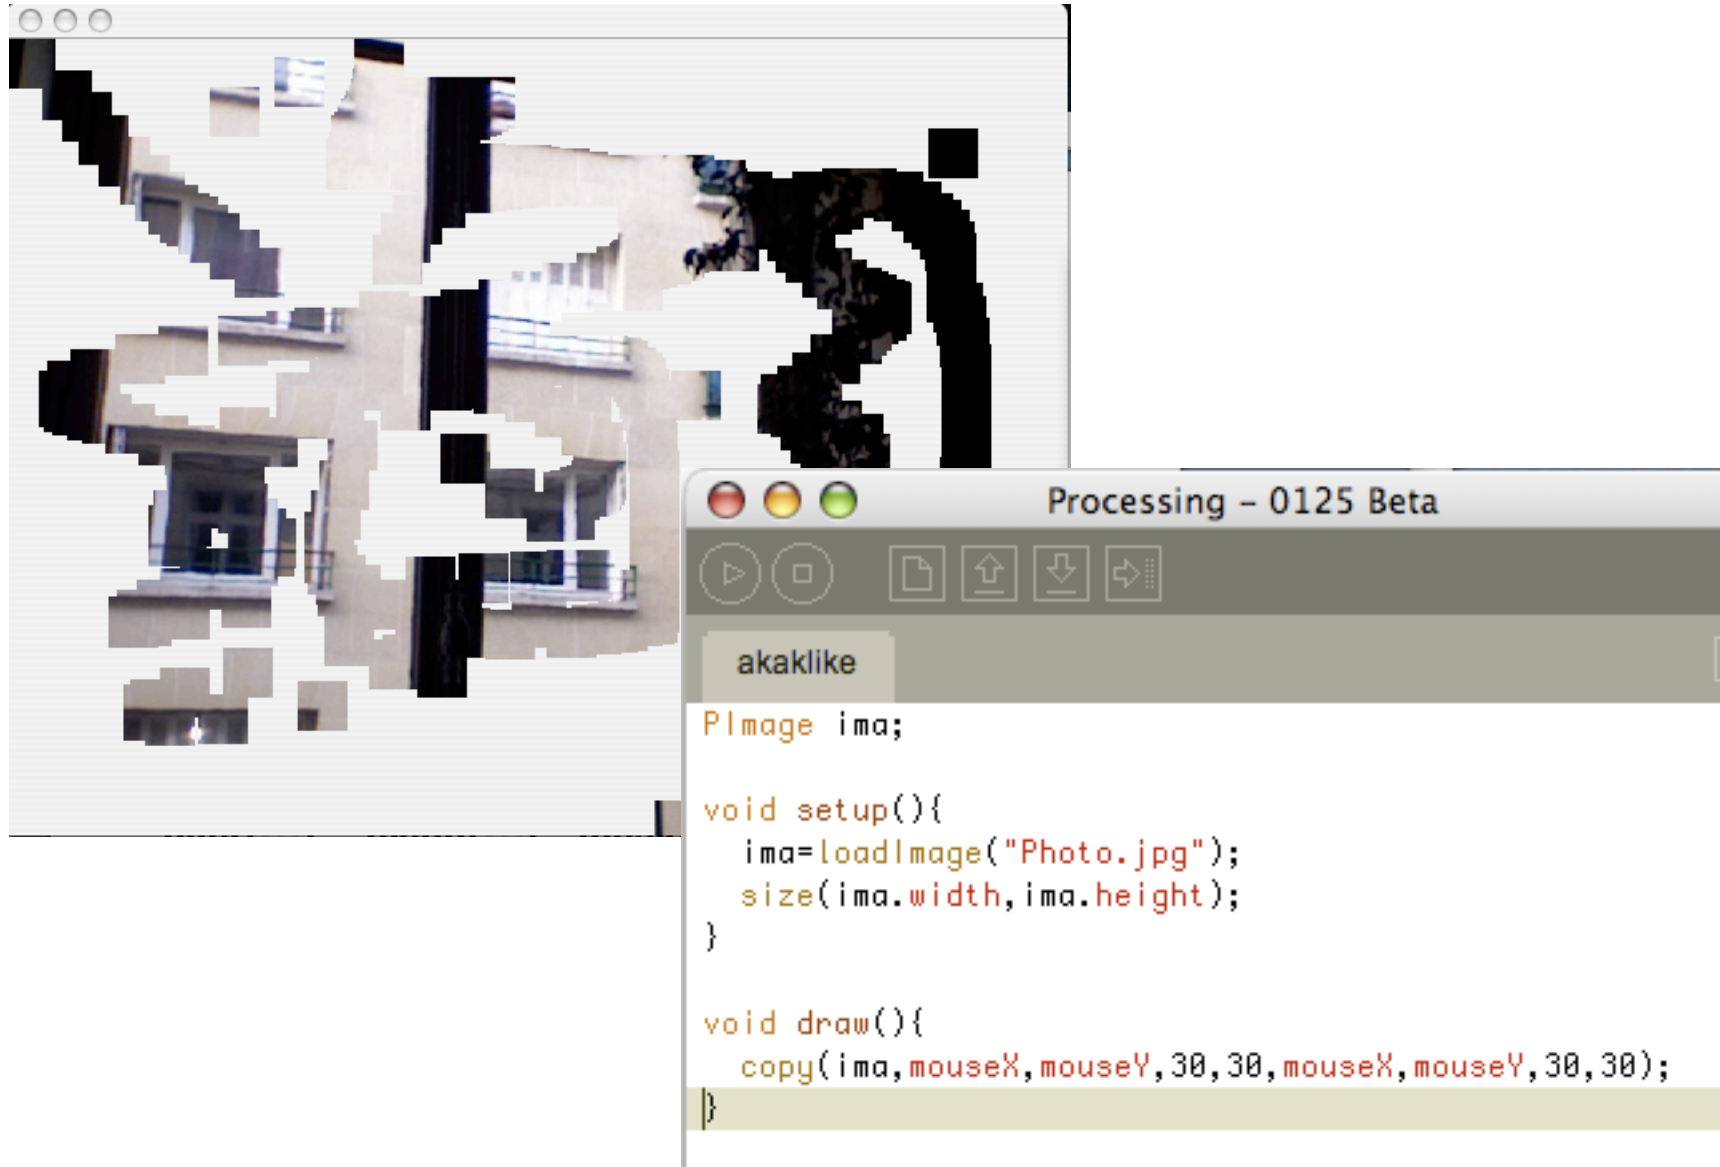 Processing – 0125 Beta
akaklike
PImage ima;
void setup(){
ima=loadImage("Photo.jpg");
size(ima.width,ima.height);
}
void draw(){
copy(ima,mouseX,mouseY,30,30,mouseX,mouseY,30,30);
}